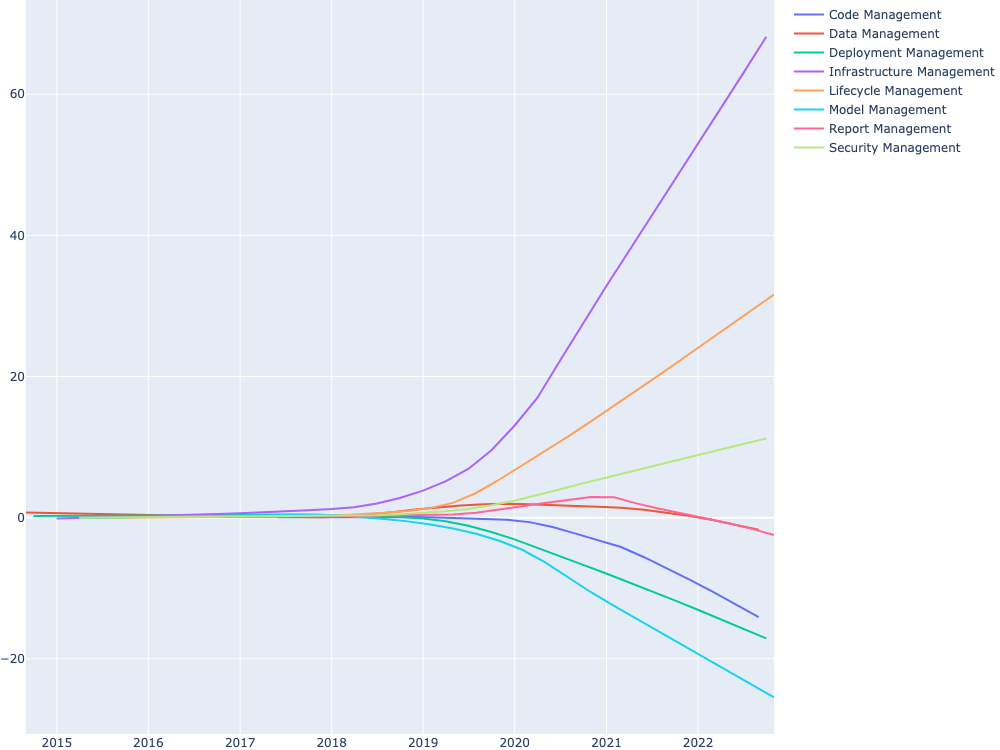 Code Management
Data Management
Deployment Management
Infrastructure Management
Lifecycle Management
Model Management
Report Management
Security Management
60
40
20
0
−20
2015 2016 2017 2018 2019 2020 2021 2022